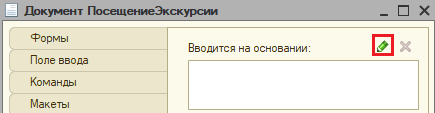 Документ ПосещениеЭкскурсии
Формы
Поле ввода
Команды
Макеты
Вводится на основании: